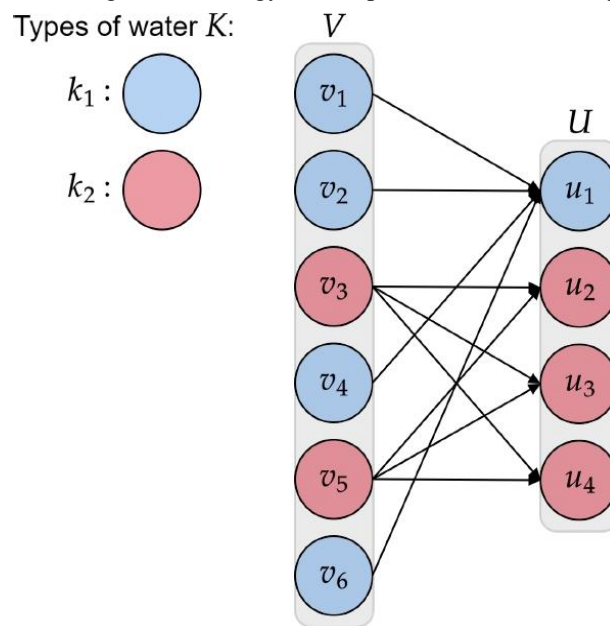 Types of water K:
k₁ :
k₂ :
V
v₁
v₂
v₃
v₄
v₅
v₆
U
u₁
u₂
u₃
u₄